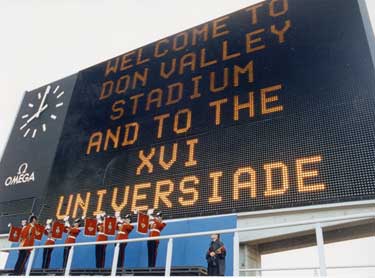 WELCOME TO
DON VALLEY
STADIUM
AND TO THE
XVI
UNIVERSIADE
Ω
OMEGA